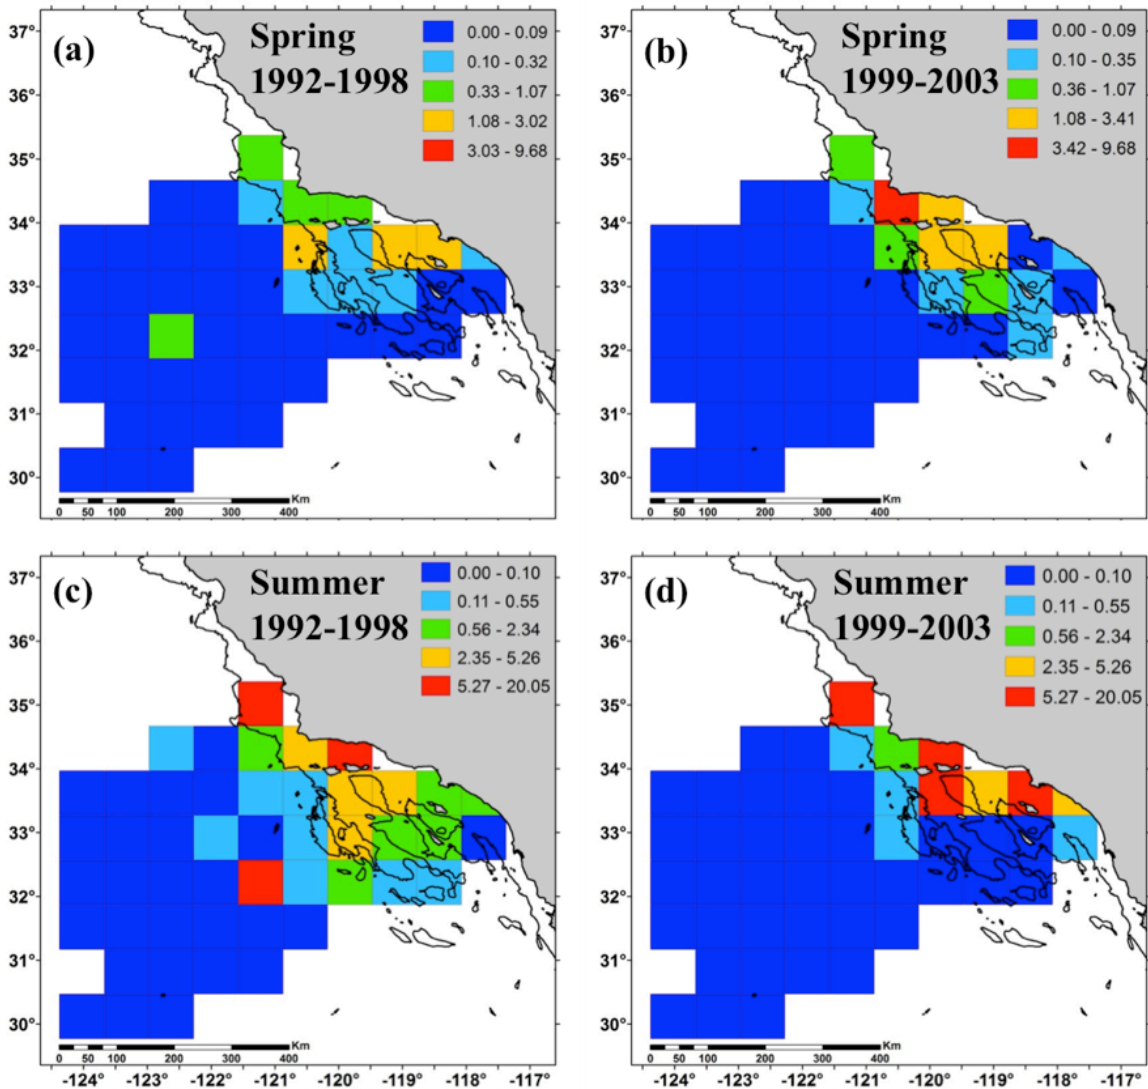 (a)
Spring
1992-1998
0.00 - 0.09
0.10 - 0.32
0.33 - 1.07
1.08 - 3.02
3.03 - 9.68
37°
36°
35°
34°
33°
32°
31°
30°
Km
0 50 100 200 300 400
(b)
Spring
1999-2003
0.00 - 0.09
0.10 - 0.35
0.36 - 1.07
1.08 - 3.41
3.42 - 9.68
37°
36°
35°
34°
33°
32°
31°
30°
Km
0 50 100 200 300 400
(c)
Summer
1992-1998
0.00 - 0.10
0.11 - 0.55
0.56 - 2.34
2.35 - 5.26
5.27 - 20.05
37°
36°
35°
34°
33°
32°
31°
30°
Km
0 50 100 200 300 400
-124° -123° -122° -121° -120° -119° -118° -117°
(d)
Summer
1999-2003
0.00 - 0.10
0.11 - 0.55
0.56 - 2.34
2.35 - 5.26
5.27 - 20.05
37°
36°
35°
34°
33°
32°
31°
30°
Km
0 50 100 200 300 400
-124° -123° -122° -121° -120° -119° -118° -117°